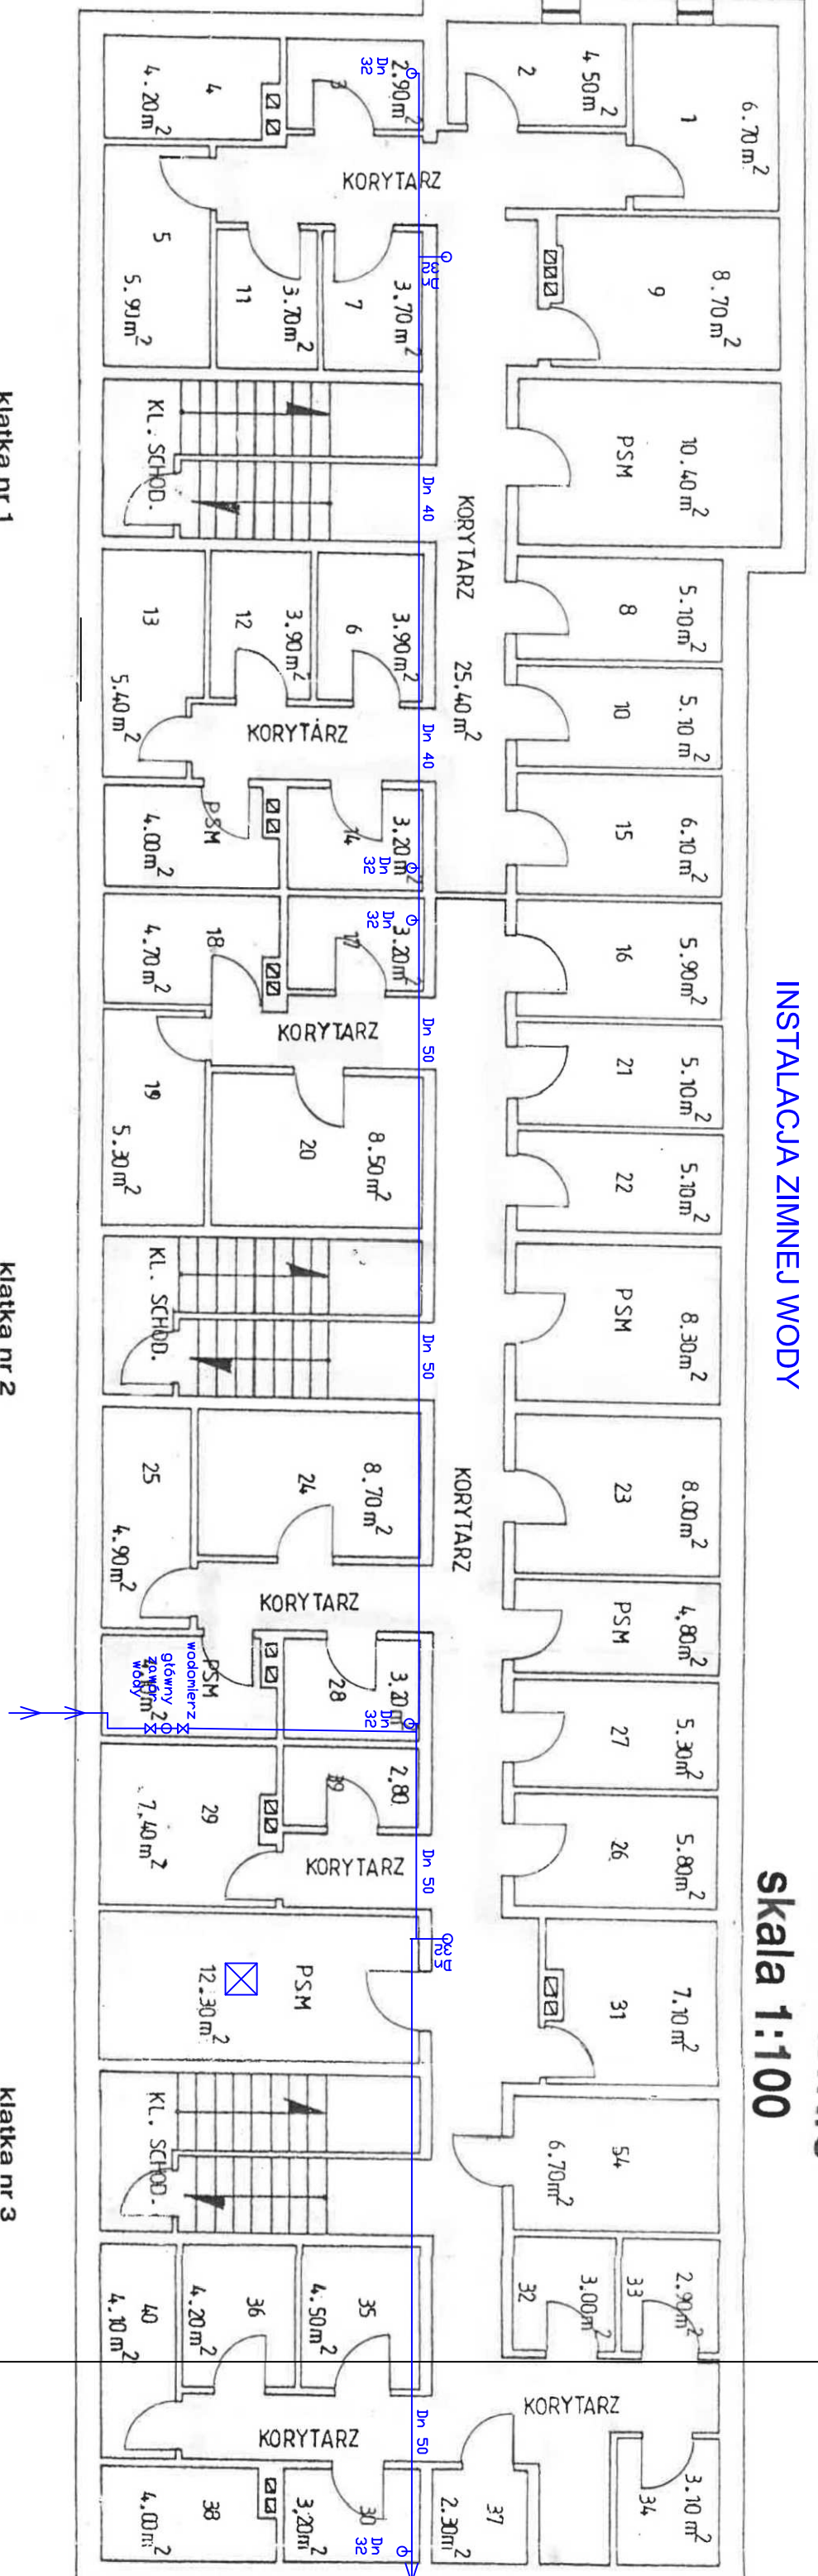 INSTALACJA ZIMNEJ WODY
skala 1:100
klatka nr 1
klatka nr 2
klatka nr 3
4
4.20m²
3
2.90m²
Dn
32
2
4 50m²
1
6.70m²
KORYTARZ
5
5.90m²
11
3.70m²
7
3.70m²
9
8.70m²
KL. SCHOD.
Dn 40
KORYTARZ 25.40m²
PSM
10.40m²
13
5.40m²
12
3.90m²
6
3.90m²
8
5.10m²
10
5.10m²
KORYTARZ
Dn 40
PSM
4.00m²
14
3.20m²
Dn
32
15
6.10m²
18
4.70m²
17
3.20m²
Dn
32
16
5.90m²
KORYTARZ
Dn 50
19
5.30m²
20
8.50m²
21
5.10m²
22
5.10m²
KL. SCHOD.
Dn 50
PSM
8.30m²
25
4.90m²
24
8.70m²
KORYTARZ
23
8.00m²
KORYTARZ
PSM
4.80m²
PSM
wodomierz
główny
zawór
wody
28
3.20m²
Dn
32
27
5.30m²
29
7.40m²
2.80
KORYTARZ
Dn 50
26
5.80m²
PSM
12.30m²
31
7.10m²
KL. SCHOD.
54
6.70m²
40
4.10m²
36
4.20m²
35
4.50m²
32
3.00m²
33
2.90m²
KORYTARZ
Dn 50
KORYTARZ
38
4.00m²
30
3.20m²
Dn
32
37
2.30m²
34
3.10m²